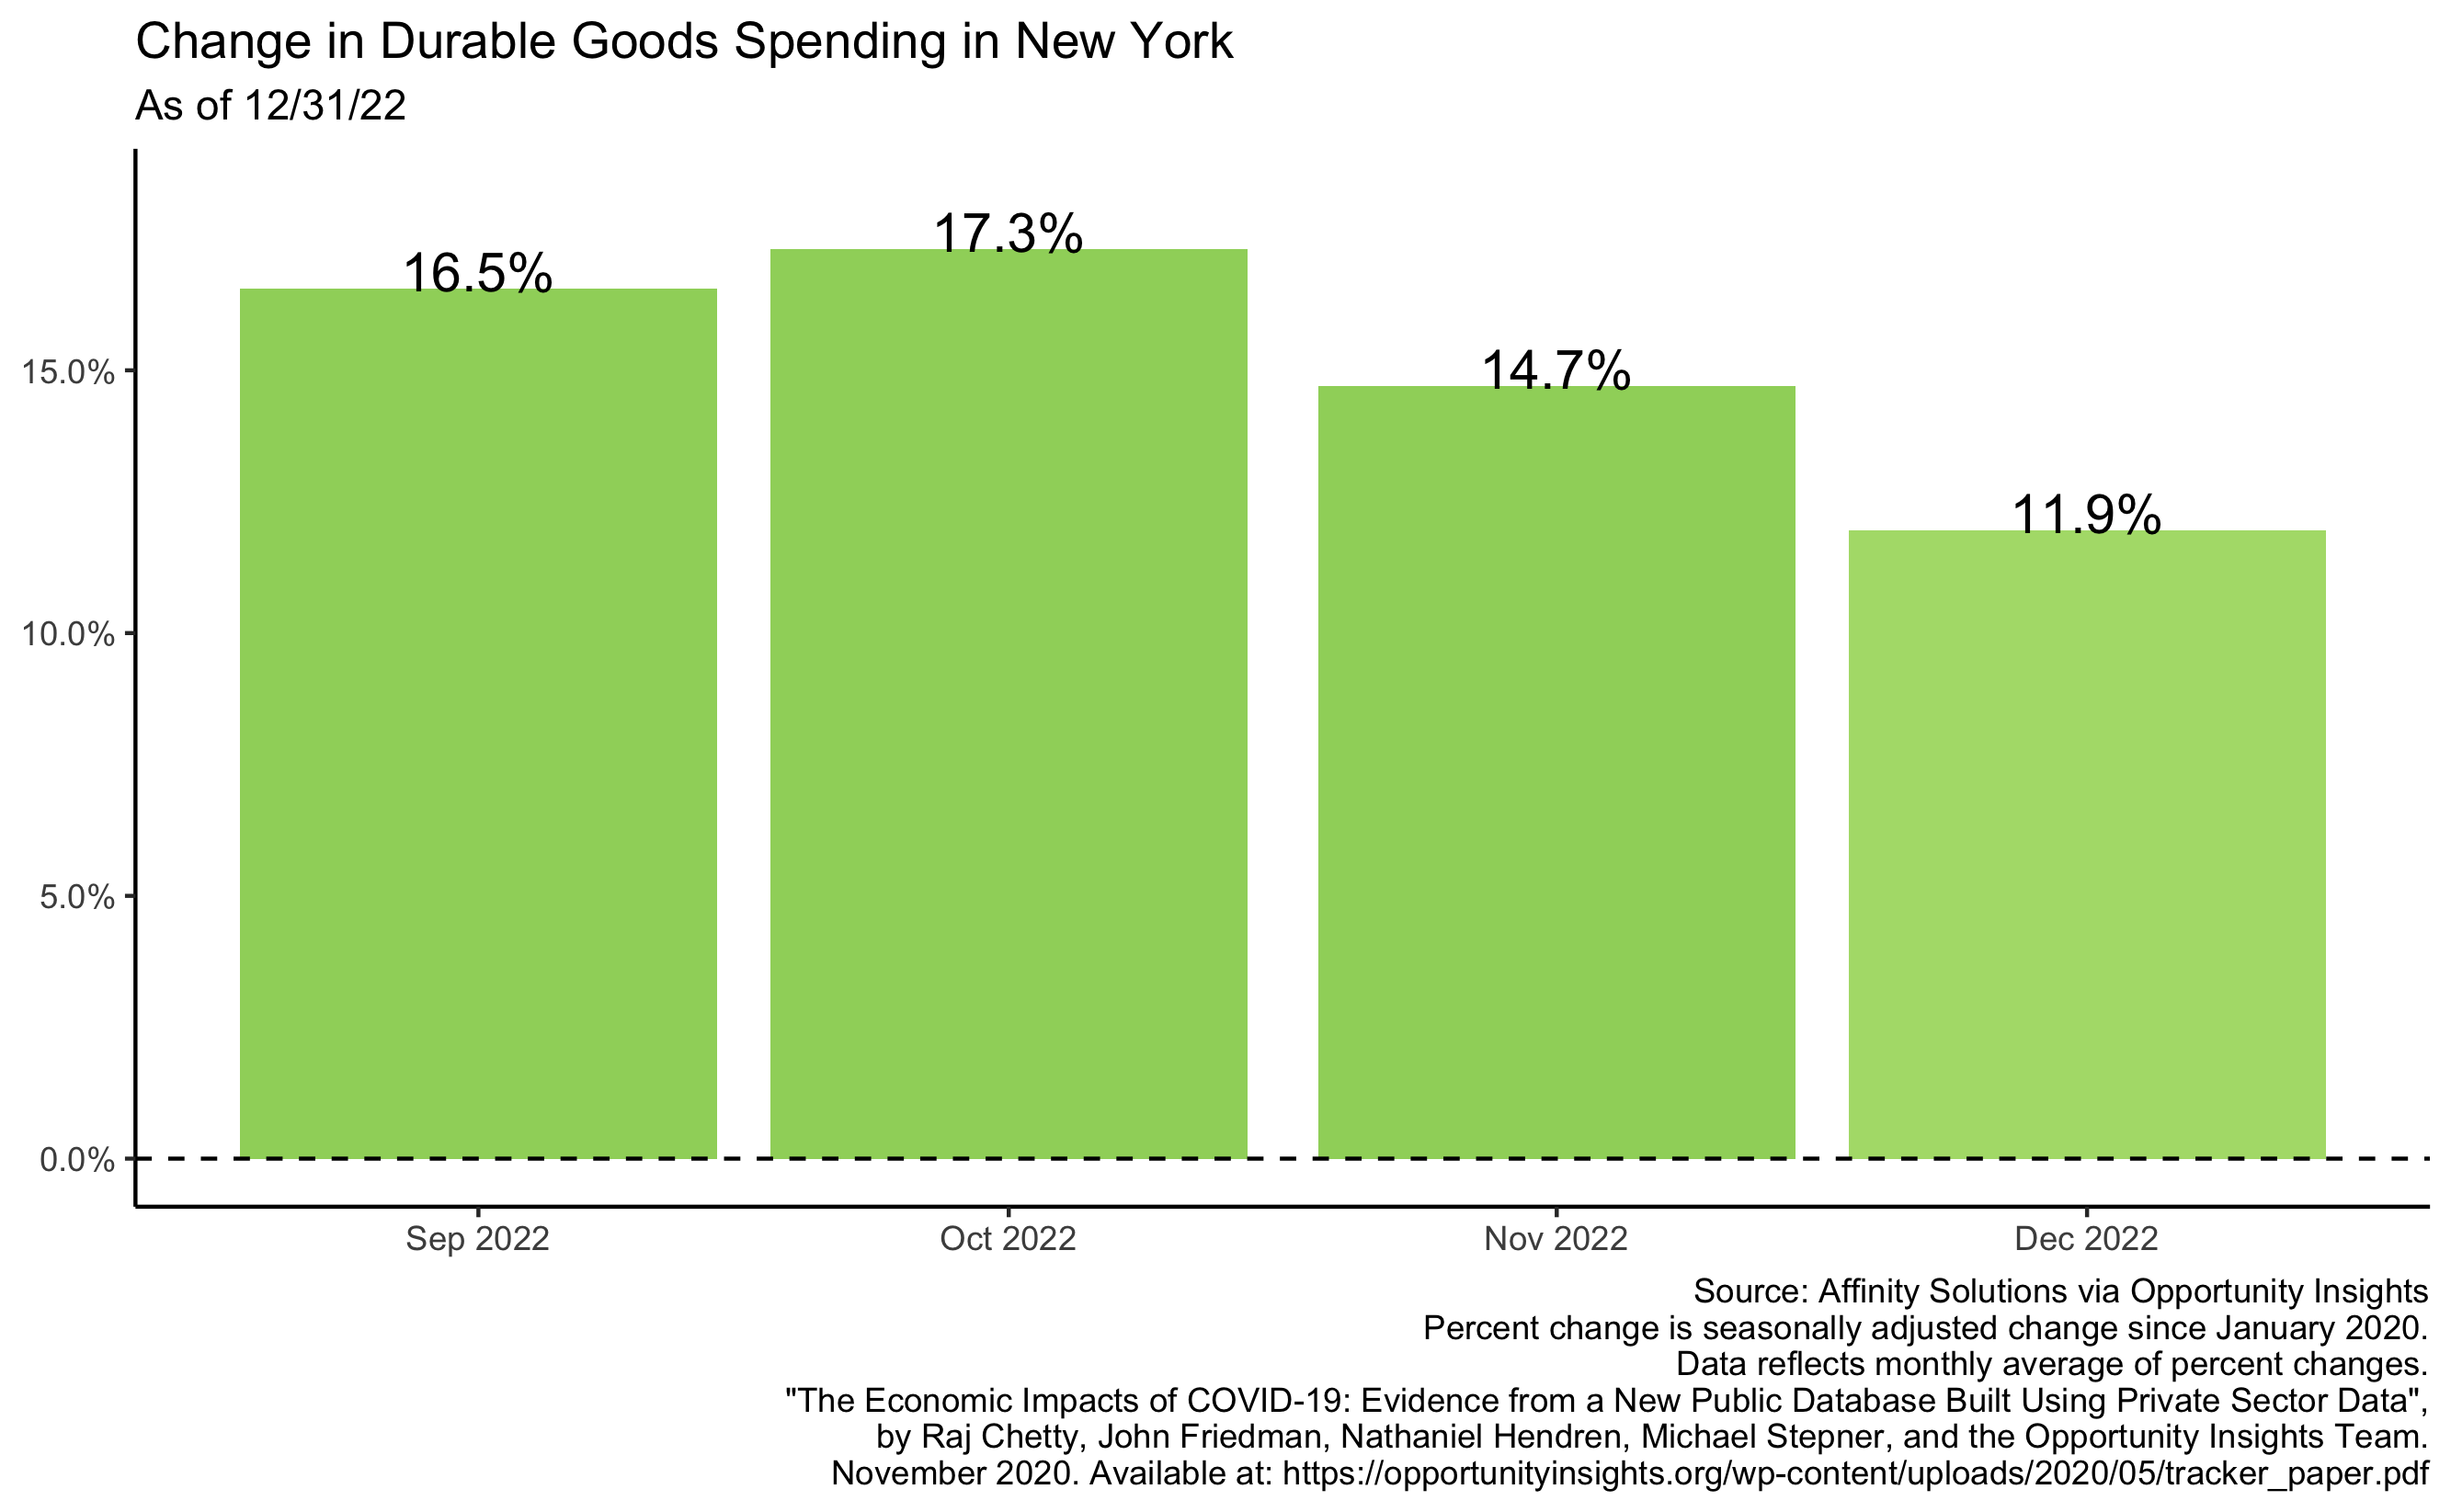 Change in Durable Goods Spending in New York
As of 12/31/22
16.5%
17.3%
14.7%
11.9%
15.0%
10.0%
5.0%
0.0%
Sep 2022
Oct 2022
Nov 2022
Dec 2022
Source: Affinity Solutions via Opportunity Insights
Percent change is seasonally adjusted change since January 2020.
Data reflects monthly average of percent changes.
"The Economic Impacts of COVID-19: Evidence from a New Public Database Built Using Private Sector Data",
by Raj Chetty, John Friedman, Nathaniel Hendren, Michael Stepner, and the Opportunity Insights Team.
November 2020. Available at: https://opportunityinsights.org/wp-content/uploads/2020/05/tracker_paper.pdf